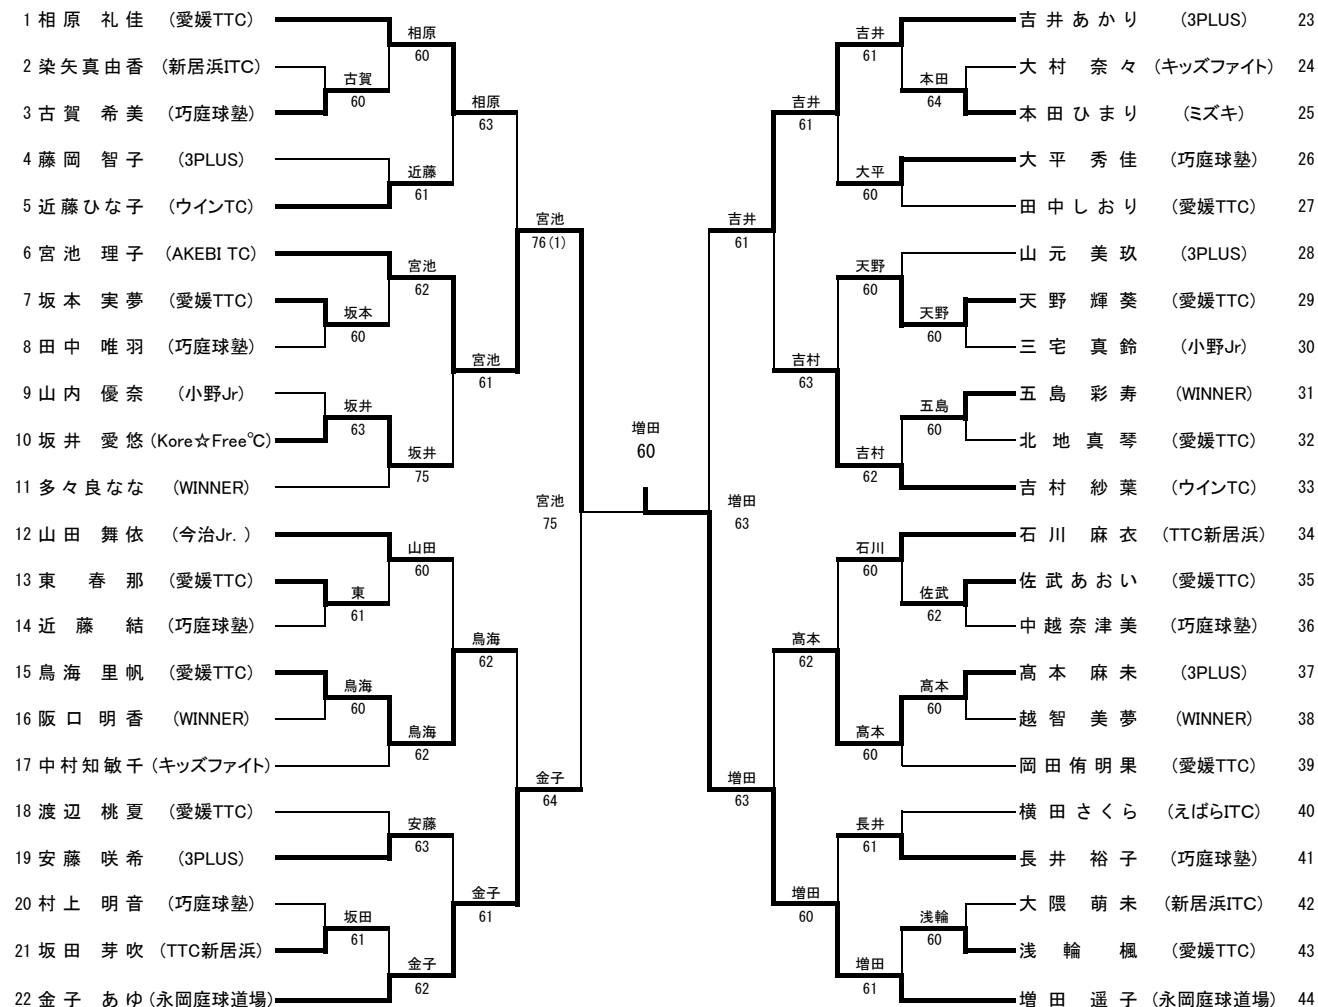 1 相原 礼佳 (愛媛TTC)
2 染矢真由香 (新居浜ITC)
3 古賀 希美 (巧庭球塾)
4 藤岡 智子 (3PLUS)
5 近藤ひな子 (ウインTC)
6 宮池 理子 (AKEBI TC)
7 坂本 実夢 (愛媛TTC)
8 田中 唯羽 (巧庭球塾)
9 山内 優奈 (小野Jr)
10 坂井 愛悠 (Kore☆Free℃)
11 多々良なな (WINNER)
12 山田 舞依 (今治Jr.)
13 東 春那 (愛媛TTC)
14 近藤 結 (巧庭球塾)
15 鳥海 里帆 (愛媛TTC)
16 阪口 明香 (WINNER)
17 中村知敏千 (キッズファイト)
18 渡辺 桃夏 (愛媛TTC)
19 安藤 咲希 (3PLUS)
20 村上 明音 (巧庭球塾)
21 坂田 芽吹 (TTC新居浜)
22 金子 あゆ (永岡庭球道場)
相原
60
古賀
60
相原
63
近藤
61
宮池
76(1)
宮池
62
坂本
60
宮池
61
坂井
63
坂井
75
宮池
75
山田
60
東
61
鳥海
62
鳥海
60
鳥海
62
金子
64
安藤
63
金子
61
坂田
61
金子
62
増田
60
吉井
61
本田
64
吉井
61
大平
60
吉井
61
天野
60
天野
60
吉村
63
五島
60
吉村
62
増田
63
石川
60
佐武
62
髙本
62
髙本
60
髙本
60
増田
63
長井
61
増田
60
浅輪
60
増田
61
吉井あかり (3PLUS) 23
大村 奈々 (キッズファイト) 24
本田ひまり (ミズキ) 25
大平 秀佳 (巧庭球塾) 26
田中しおり (愛媛TTC) 27
山元 美玖 (3PLUS) 28
天野 輝葵 (愛媛TTC) 29
三宅 真鈴 (小野Jr) 30
五島 彩寿 (WINNER) 31
北地真琴 (愛媛TTC) 32
吉村 紗葉 (ウインTC) 33
石川 麻衣 (TTC新居浜) 34
佐武あおい (愛媛TTC) 35
中越奈津美 (巧庭球塾) 36
髙本 麻未 (3PLUS) 37
越智 美夢 (WINNER) 38
岡田侑明果 (愛媛TTC) 39
横田さくら (えばらITC) 40
長井 裕子 (巧庭球塾) 41
大隈 萌未 (新居浜ITC) 42
浅輪 楓 (愛媛TTC) 43
増田 遥子 (永岡庭球道場) 44